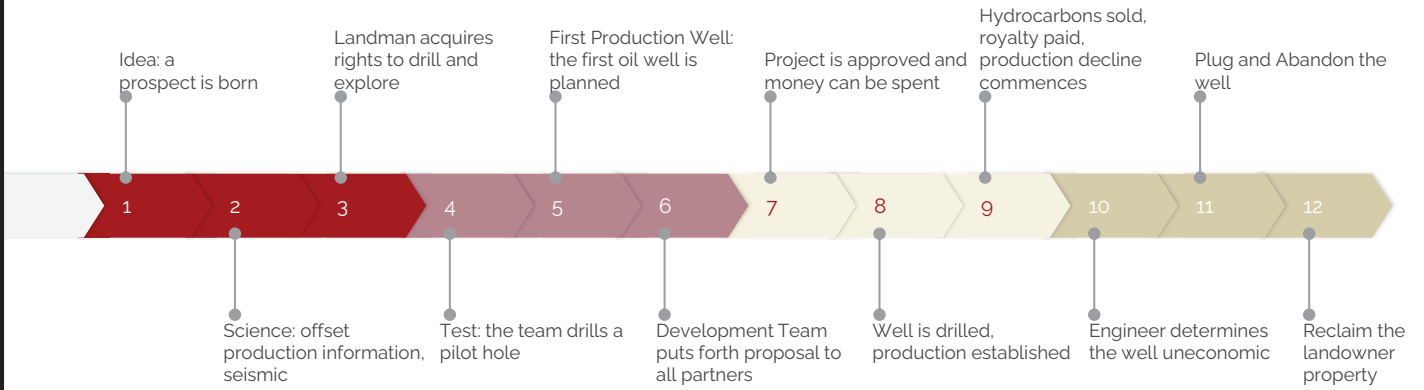 Idea: a
prospect is born
Landman acquires
rights to drill and
explore
First Production Well:
the first oil well is
planned
Project is approved and
money can be spent
Hydrocarbons sold,
royalty paid,
production decline
commences
Plug and Abandon the
well
1
2
3
4
5
6
7
8
9
10
11
12
Science: offset
production information,
seismic
Test: the team drills a
pilot hole
Development Team
puts forth proposal to
all partners
Well is drilled,
production established
Engineer determines
the well uneconomic
Reclaim the
landowner
property